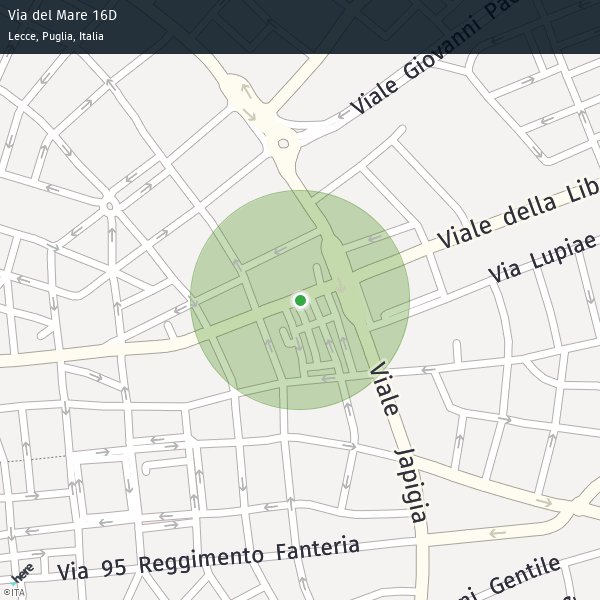 Via del Mare 16D
Lecce, Puglia, Italia
Viale Giovanni Pao
Viale della Lib
Via Lupiae
Viale Japigia
Via 95 Reggimento Fanteria
ni Gentile
here
©ITA